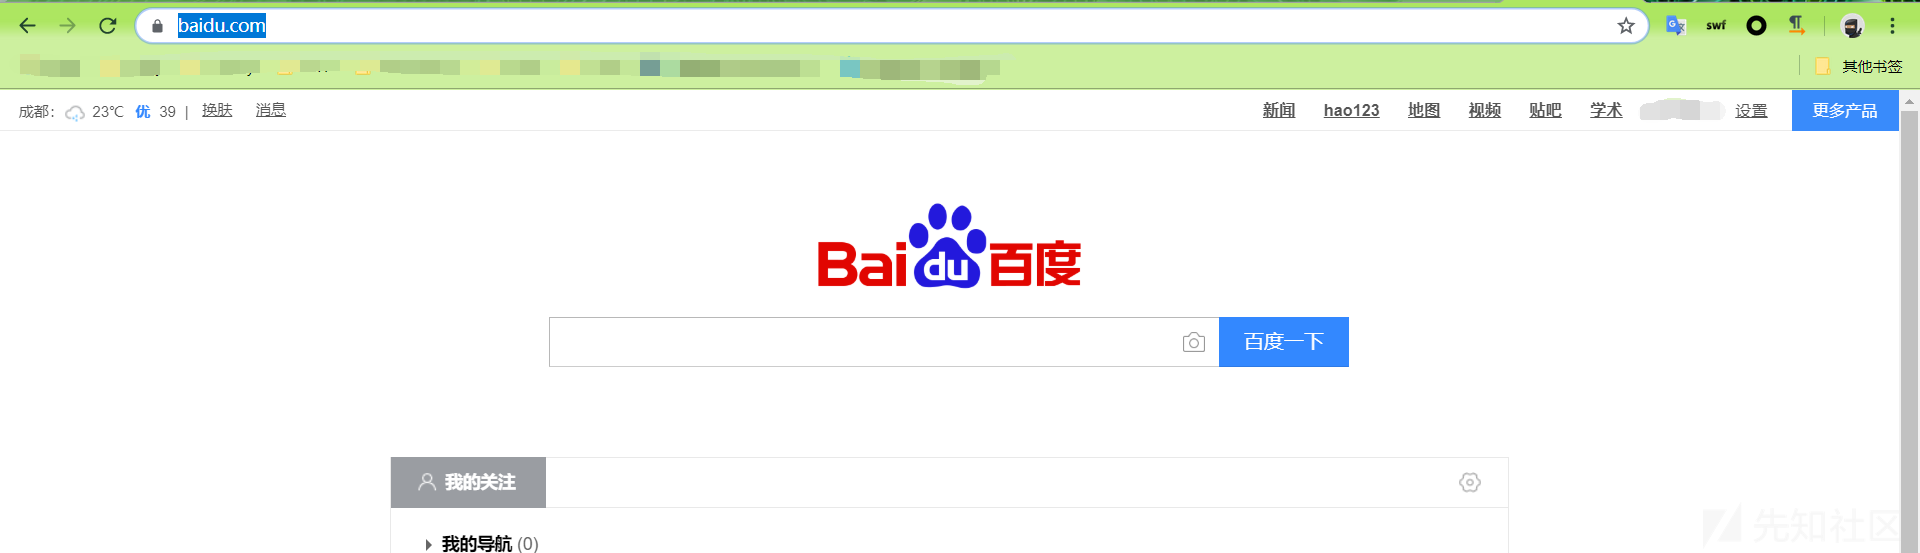 baidu.com
swf
其他书签
成都： 23℃ 优 39 | 换肤 消息
新闻 hao123 地图 视频 贴吧 学术 设置 更多产品
Bai du 百度
百度一下
我的关注
我的导航 (0)
先知社区